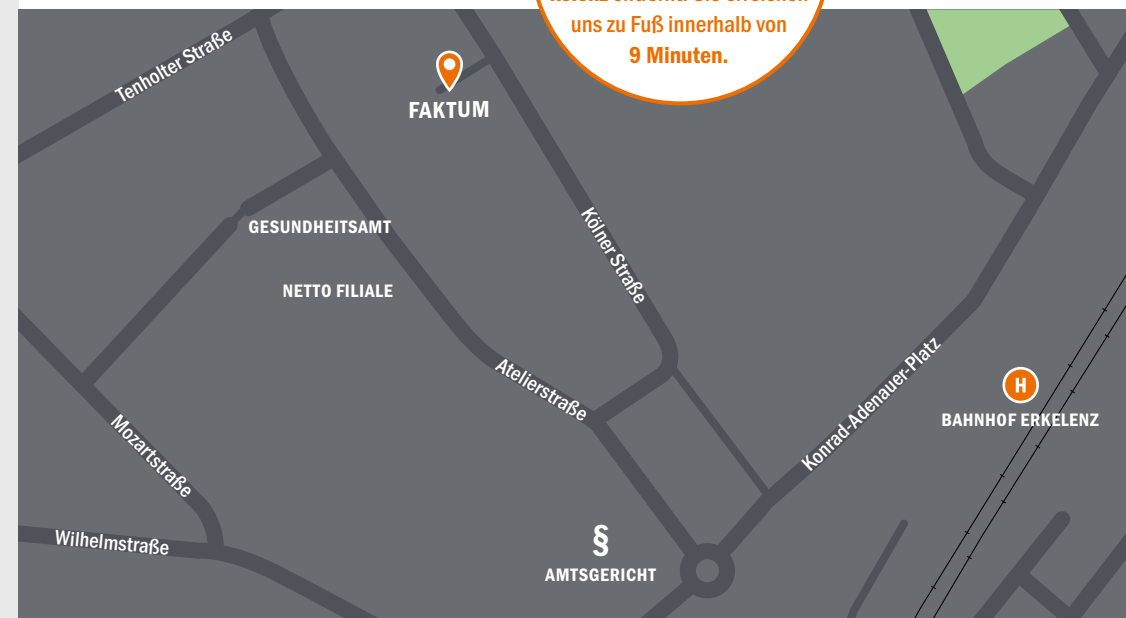 uns zu Fuß innerhalb von
9 Minuten.
Tenholter Straße
FAKTUM
Kölner Straße
GESUNDHEITSAMT
NETTO FILIALE
Atelierstraße
Konrad-Adenauer-Platz
H
BAHNHOF ERKELENZ
Mozartstraße
Wilhelmstraße
§
AMTSGERICHT